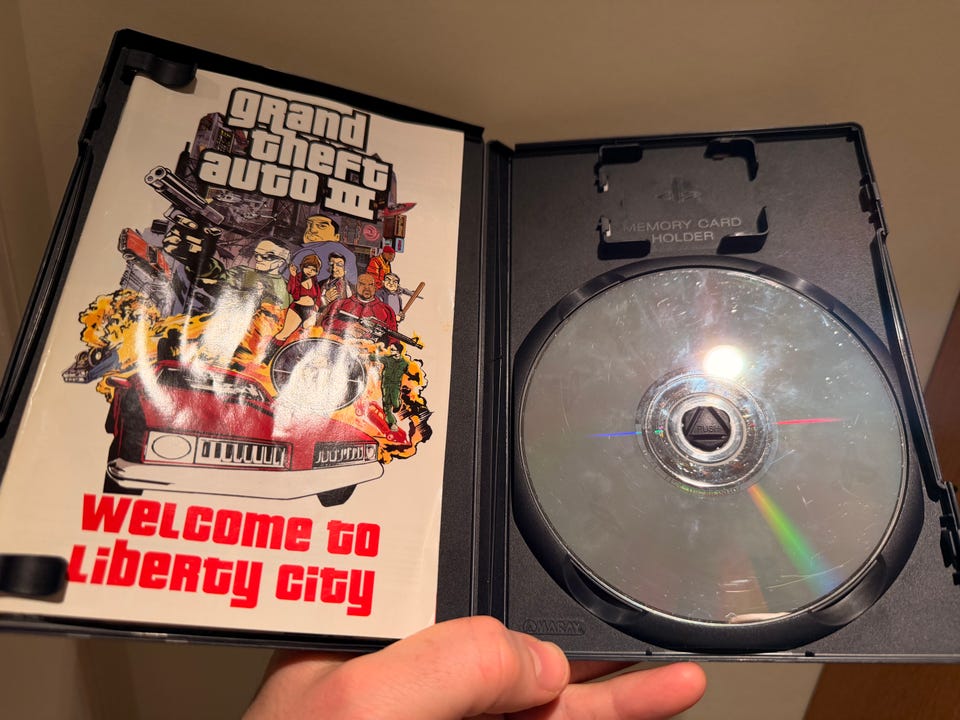 grand
theft
auto III
Welcome to
Liberty City
MEMORY CARD
HOLDER
PUSH
AMARAY